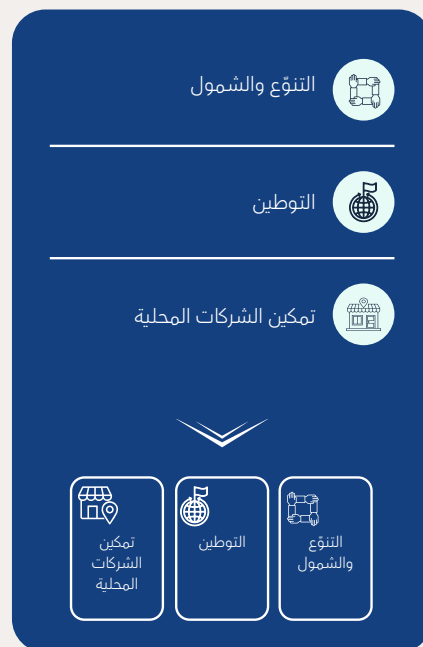 التنوّع والشمول
التوطين
تمكين الشركات المحلية
التنوّع
والشمول
التوطين
تمكين
الشركات
المحلية